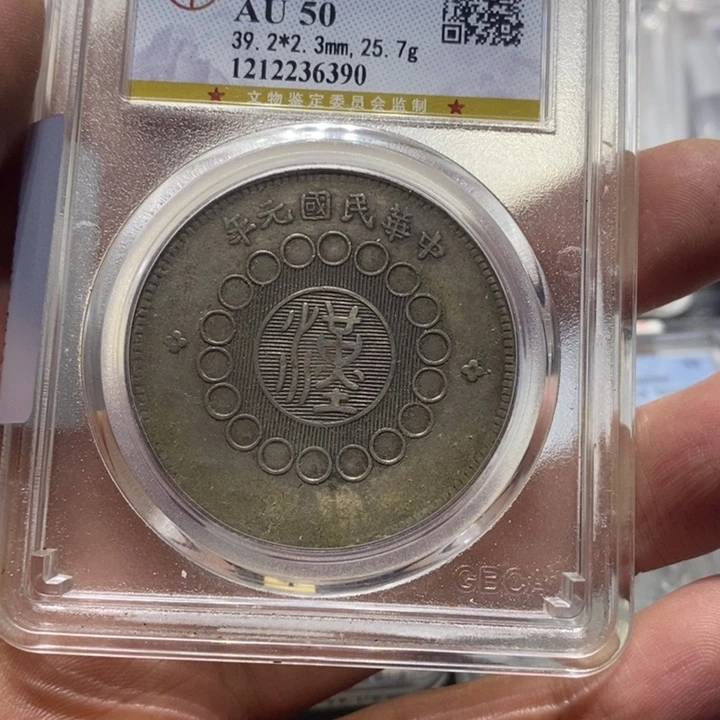 AU 50
39.2*2.3mm, 25.7g
1212236390
★ 文物鉴定委员会监制 ★
中華民國元年
漢